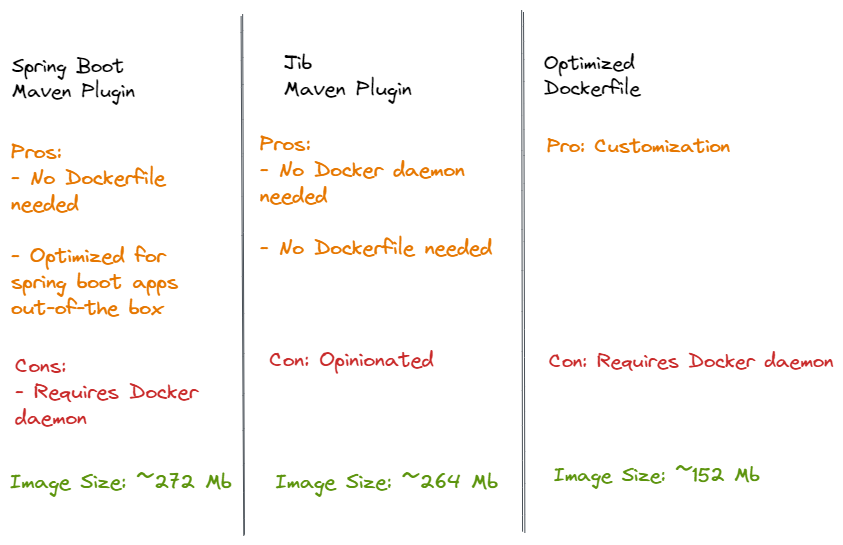 Spring Boot
Maven Plugin
Pros:
- No Dockerfile
needed
- Optimized for
spring boot apps
out-of-the box
Cons:
- Requires Docker
daemon
Image Size: ~272 Mb
Jib
Maven Plugin
Pros:
- No Docker daemon
needed
- No Dockerfile needed
Con: Opinionated
Image Size: ~264 Mb
Optimized
Dockerfile
Pro: Customization
Con: Requires Docker daemon
Image Size: ~152 Mb